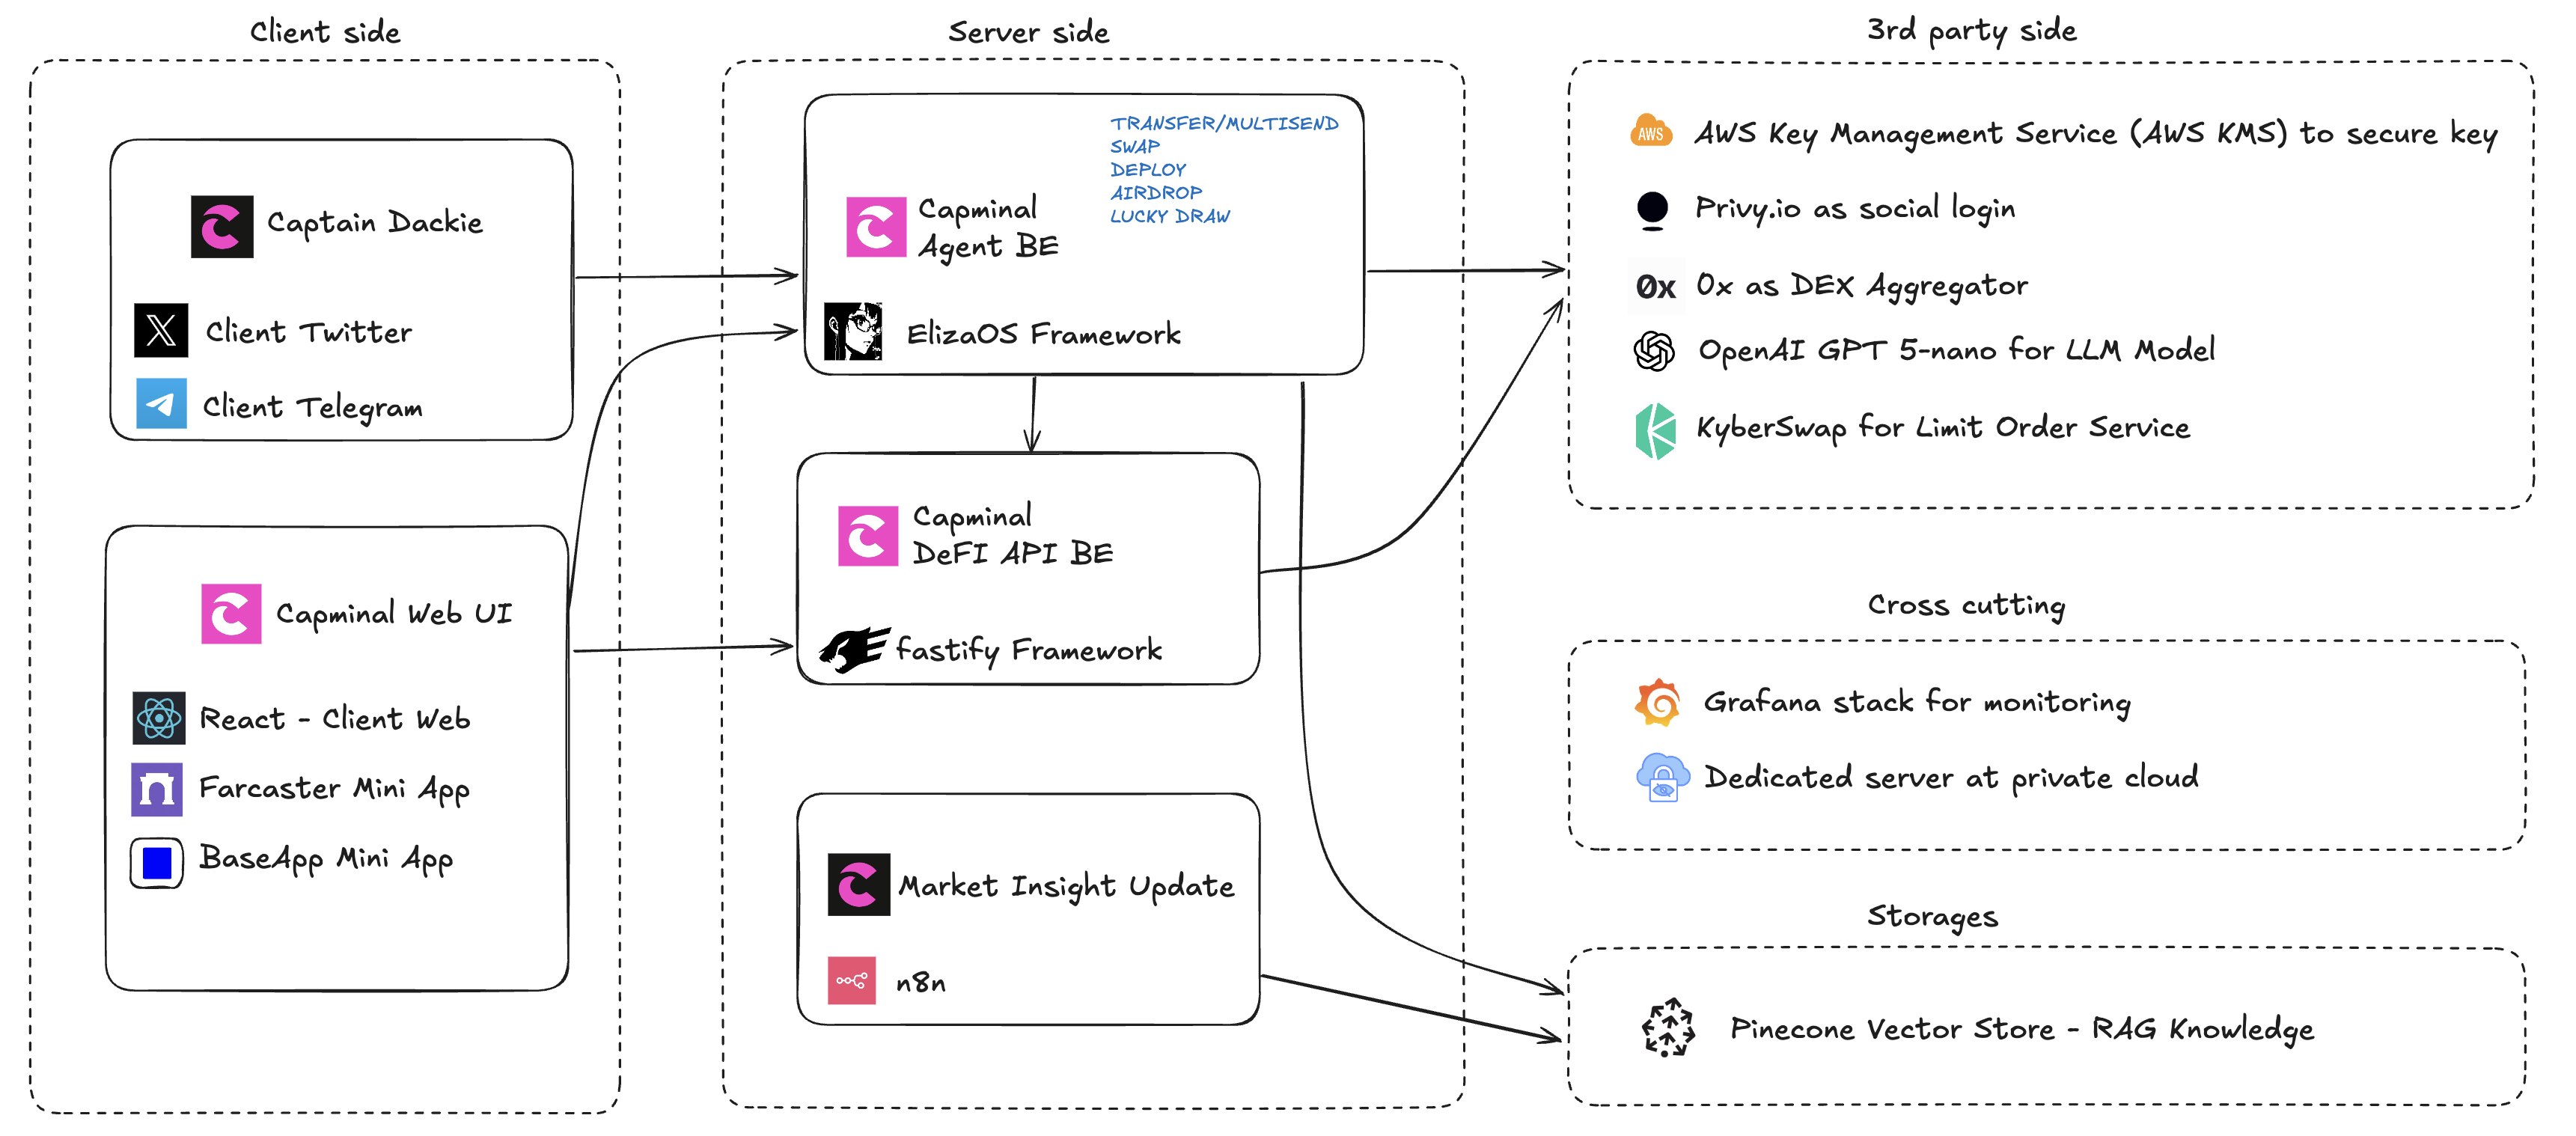 Client side
Captain Dackie
Client Twitter
Client Telegram
Capminal Web UI
React - Client Web
Farcaster Mini App
BaseApp Mini App
Server side
TRANSFER/MULTISEND
SWAP
DEPLOY
AIRDROP
LUCKY DRAW
Capminal
Agent BE
ElizaOS Framework
Capminal
DeFI API BE
fastify Framework
Market Insight Update
n8n
3rd party side
AWS
AWS Key Management Service (AWS KMS) to secure key
Privy.io as social login
0x
0x as DEX Aggregator
OpenAI GPT 5-nano for LLM Model
KyberSwap for Limit Order Service
Cross cutting
Grafana stack for monitoring
Dedicated server at private cloud
Storages
Pinecone Vector Store - RAG Knowledge